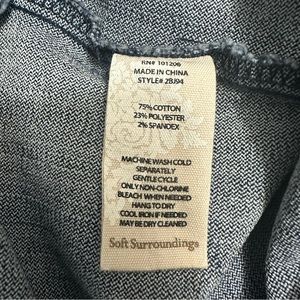 RN# 101206
MADE IN CHINA
STYLE# 2BJ94
75% COTTON
23% POLYESTER
2% SPANDEX
MACHINE WASH COLD
SEPARATELY
GENTLE CYCLE
ONLY NON-CHLORINE
BLEACH WHEN NEEDED
HANG TO DRY
COOL IRON IF NEEDED
MAY BE DRY CLEANED
Soft Surroundings